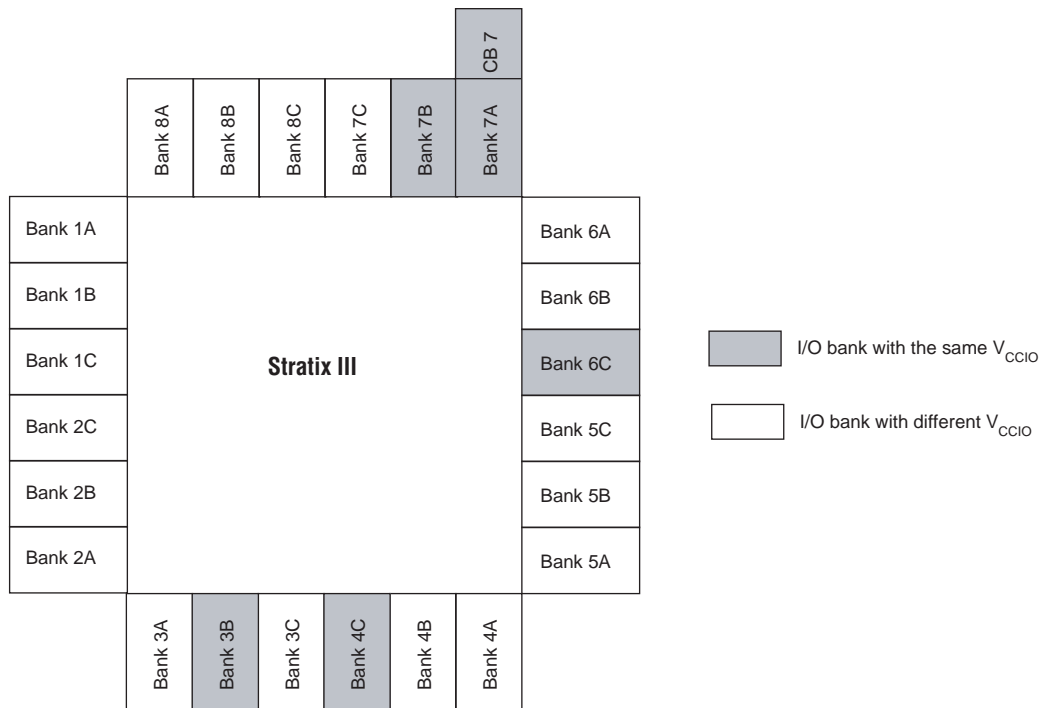 CB 7
Bank 8A
Bank 8B
Bank 8C
Bank 7C
Bank 7B
Bank 7A
Bank 1A
Bank 1B
Bank 1C
Bank 2C
Bank 2B
Bank 2A
Stratix III
Bank 6A
Bank 6B
Bank 6C
Bank 5C
Bank 5B
Bank 5A
Bank 3A
Bank 3B
Bank 3C
Bank 4C
Bank 4B
Bank 4A
I/O bank with the same VCCIO
I/O bank with different VCCIO